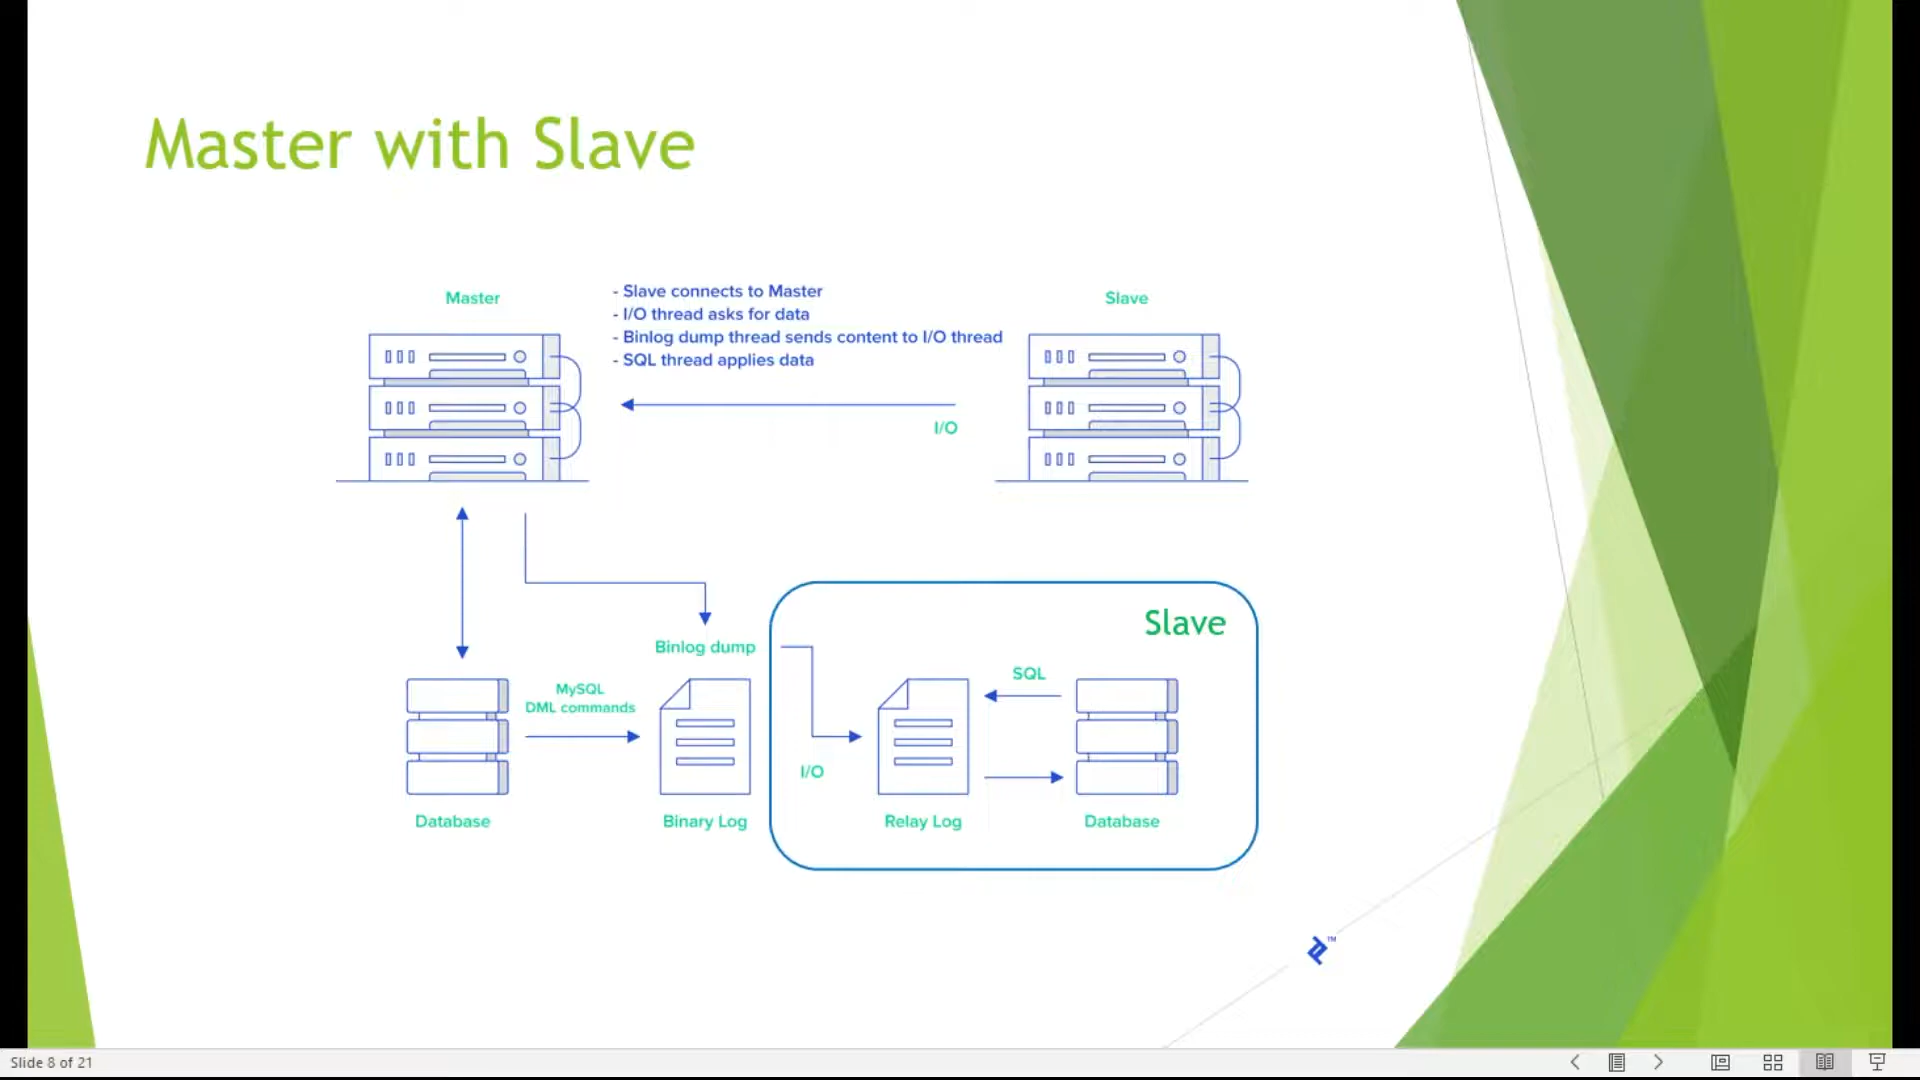 Master with Slave
Master
- Slave connects to Master
- I/O thread asks for data
- Binlog dump thread sends content to I/O thread
- SQL thread applies data
Slave
I/O
Slave
Binlog dump
SQL
MySQL
DML commands
I/O
Database
Binary Log
Relay Log
Database
TM
Slide 8 of 21